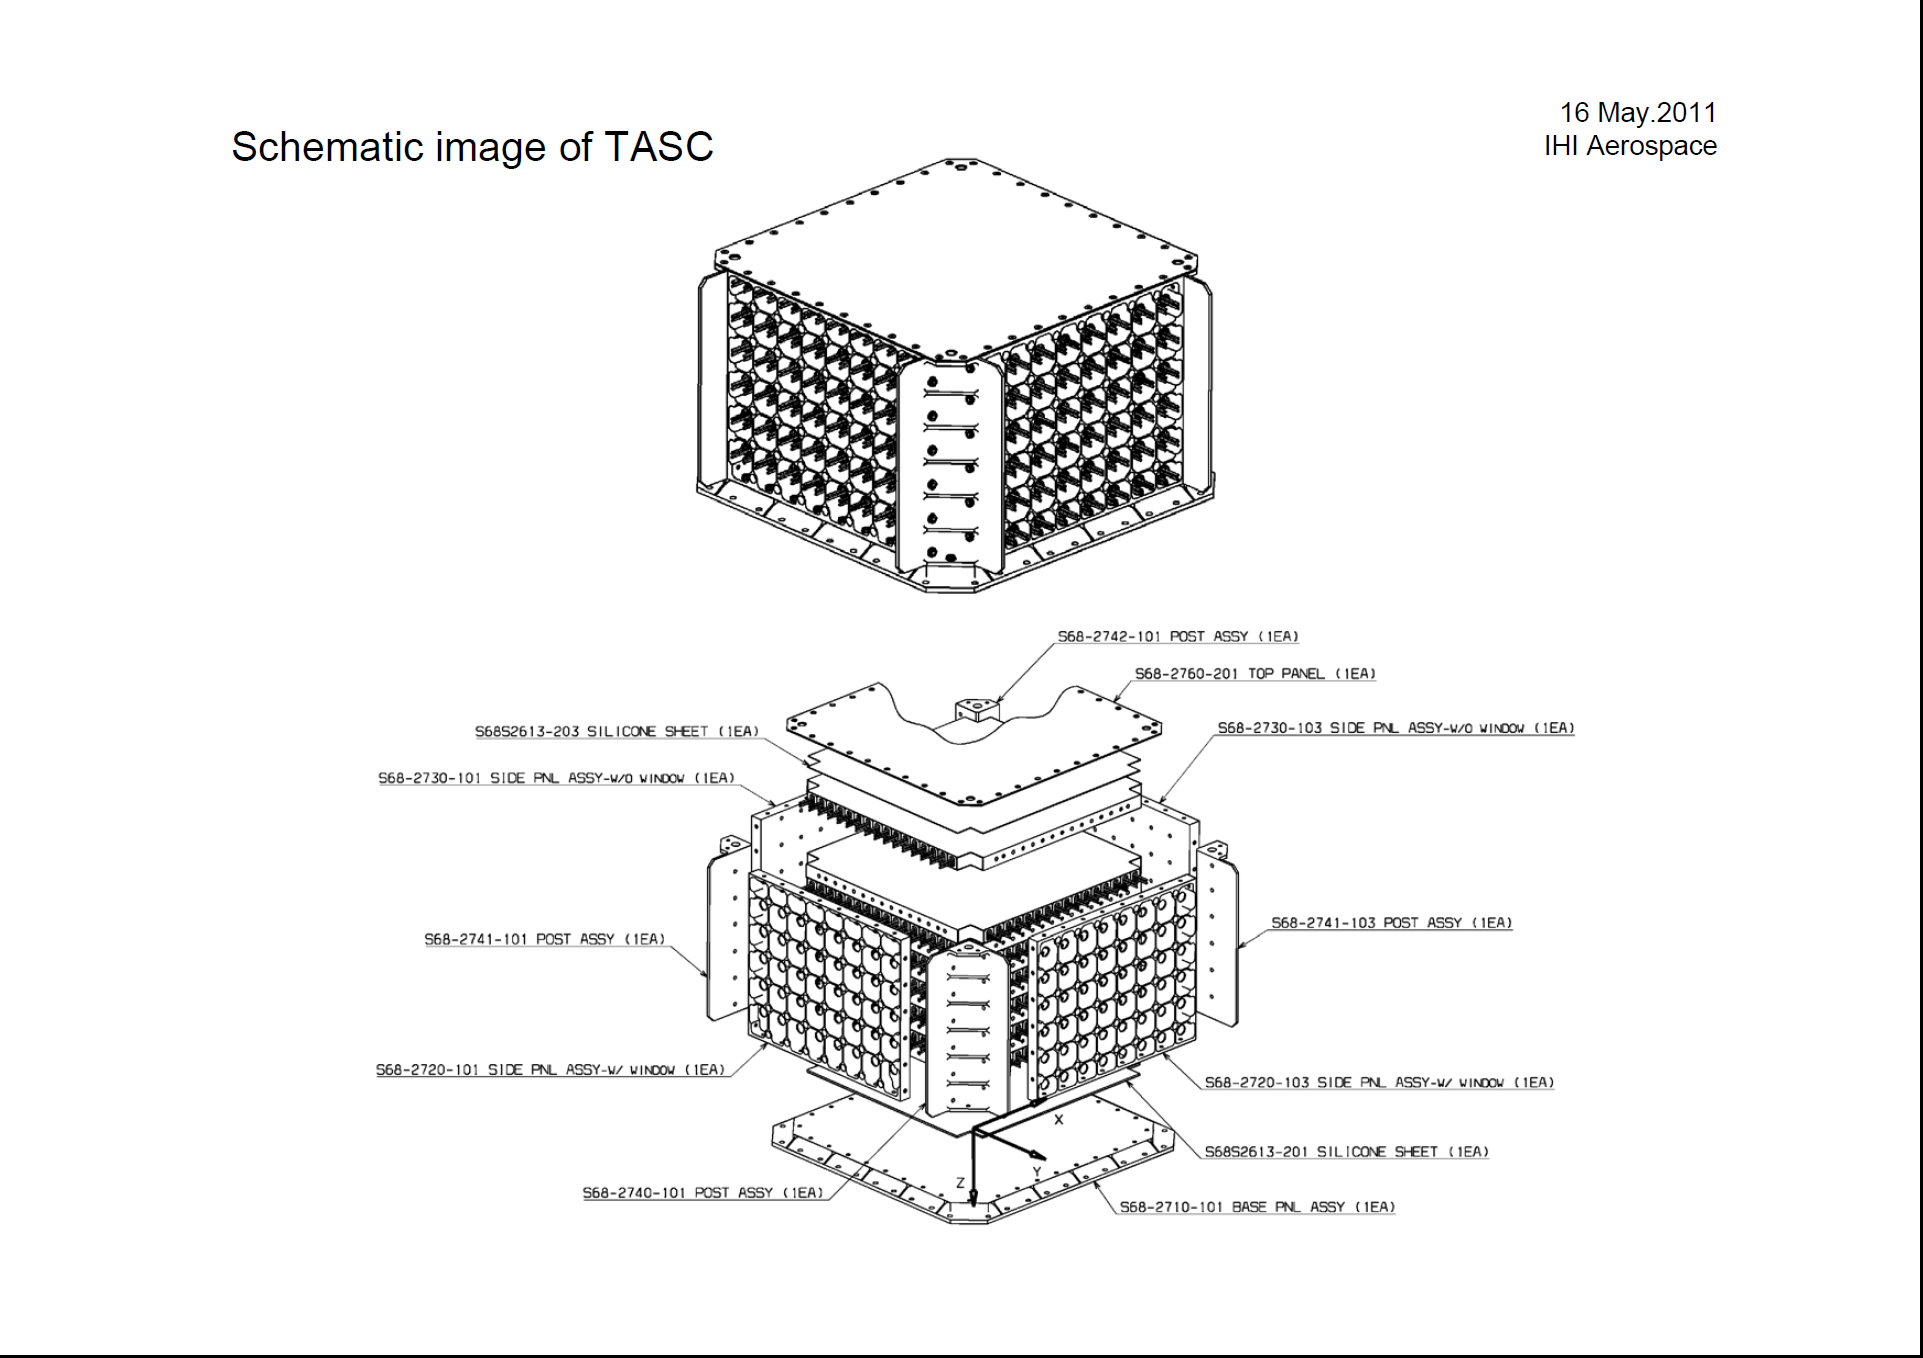 Schematic image of TASC
16 May.2011
IHI Aerospace
S68-2742-101 POST ASSY (1EA)
S68-2760-201 TOP PANEL (1EA)
S68S2613-203 SILICONE SHEET (1EA)
S68-2730-103 SIDE PNL ASSY-W/O WINDOW (1EA)
S68-2730-101 SIDE PNL ASSY-W/O WINDOW (1EA)
S68-2741-103 POST ASSY (1EA)
S68-2741-101 POST ASSY (1EA)
S68-2720-101 SIDE PNL ASSY-W/ WINDOW (1EA)
S68-2720-103 SIDE PNL ASSY-W/ WINDOW (1EA)
X
S68S2613-201 SILICONE SHEET (1EA)
Y
Z
S68-2740-101 POST ASSY (1EA)
S68-2710-101 BASE PNL ASSY (1EA)